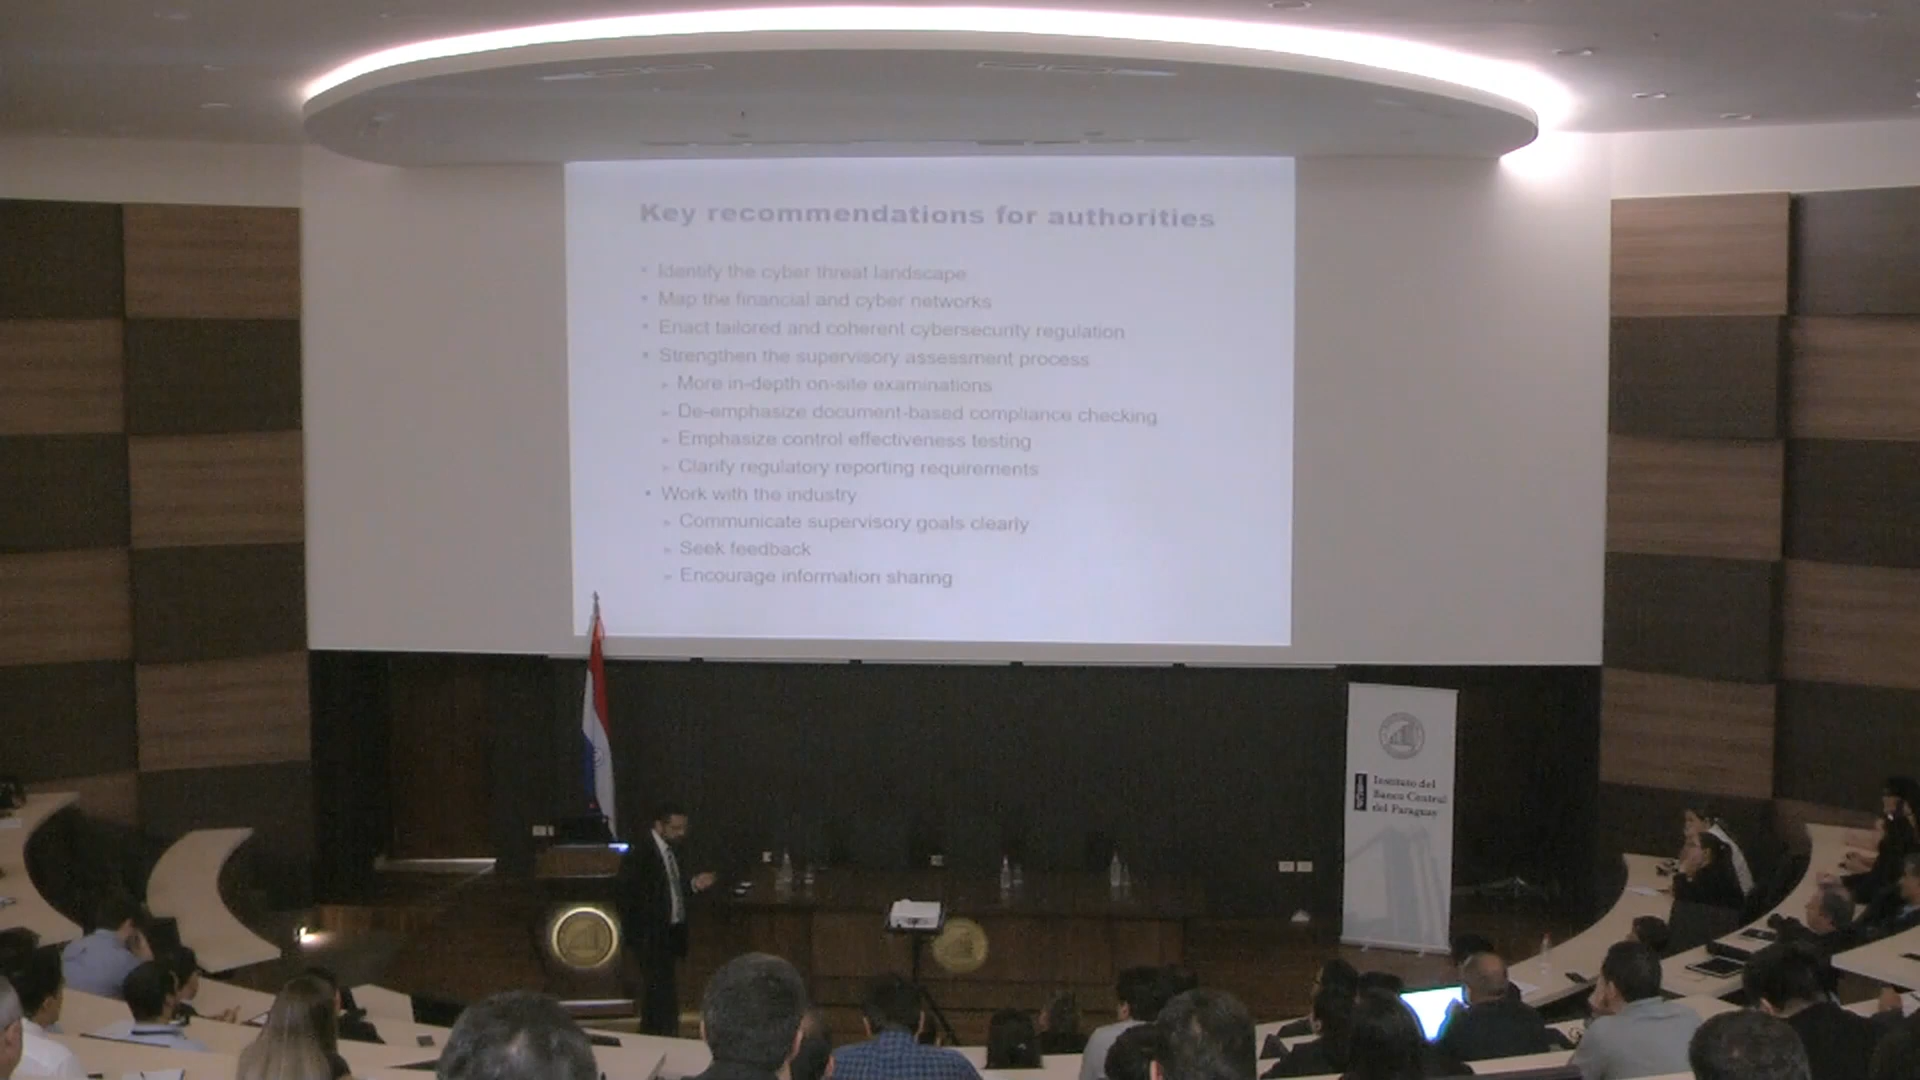 Key recommendations for authorities
• Identify the cyber threat landscape
• Map the financial and cyber networks
• Enact tailored and coherent cybersecurity regulation
• Strengthen the supervisory assessment process
➢ More in-depth on-site examinations
➢ De-emphasize document-based compliance checking
➢ Emphasize control effectiveness testing
➢ Clarify regulatory reporting requirements
• Work with the industry
➢ Communicate supervisory goals clearly
➢ Seek feedback
➢ Encourage information sharing
Instituto del
Banco Central
del Paraguay